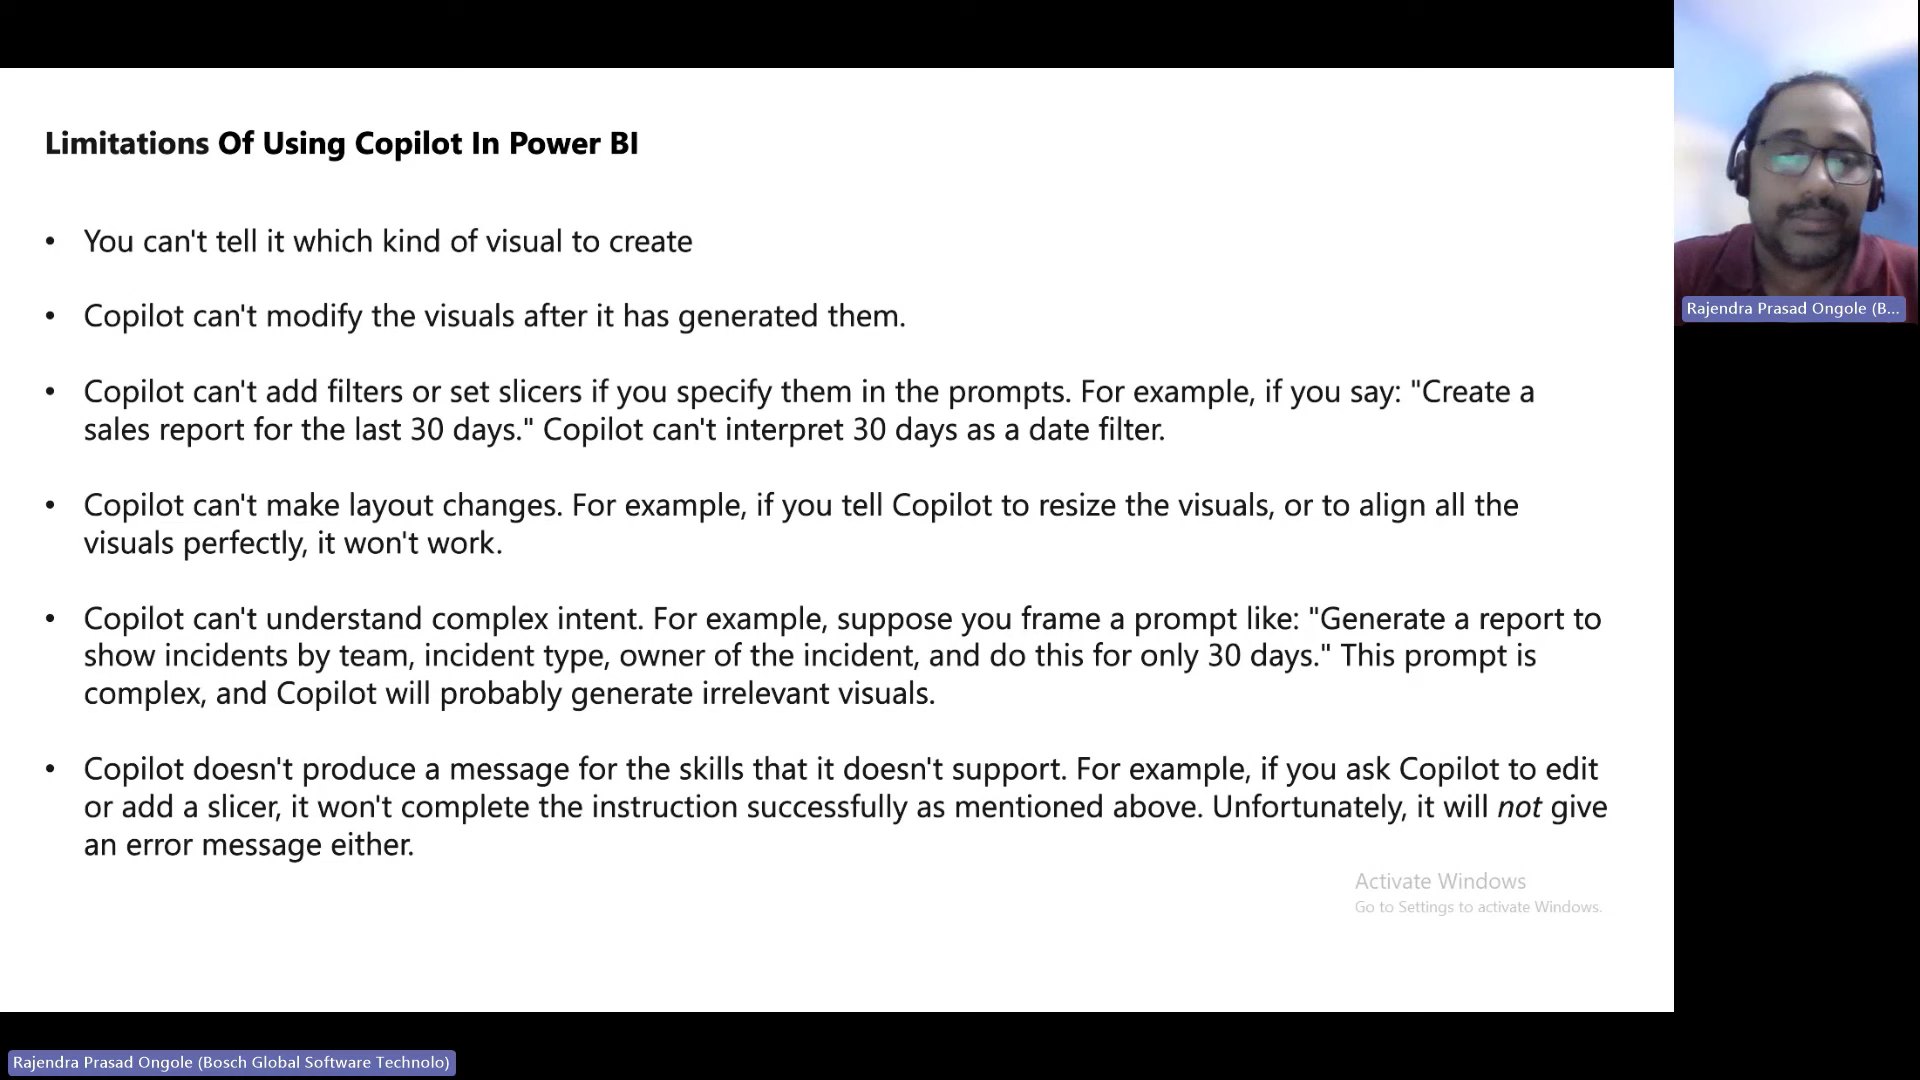 Limitations Of Using Copilot In Power BI
• You can't tell it which kind of visual to create
• Copilot can't modify the visuals after it has generated them.
• Copilot can't add filters or set slicers if you specify them in the prompts. For example, if you say: "Create a
sales report for the last 30 days." Copilot can't interpret 30 days as a date filter.
• Copilot can't make layout changes. For example, if you tell Copilot to resize the visuals, or to align all the
visuals perfectly, it won't work.
• Copilot can't understand complex intent. For example, suppose you frame a prompt like: "Generate a report to
show incidents by team, incident type, owner of the incident, and do this for only 30 days." This prompt is
complex, and Copilot will probably generate irrelevant visuals.
• Copilot doesn't produce a message for the skills that it doesn't support. For example, if you ask Copilot to edit
or add a slicer, it won't complete the instruction successfully as mentioned above. Unfortunately, it will not give
an error message either.
Activate Windows
Go to Settings to activate Windows.
Rajendra Prasad Ongole (B...
Rajendra Prasad Ongole (Bosch Global Software Technolo)